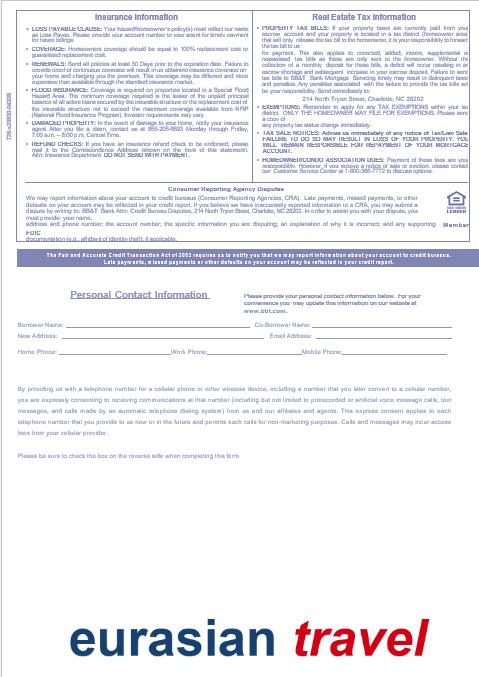 Insurance Information
• LOSS PAYABLE CLAUSE: Your hazard/homeowner's policy(s) must reflect our name
as Loss Payee. Please provide your account number to your agent for timely payment
for future billings.
• COVERAGE: Homeowners coverage should be equal to 100% replacement cost or
guaranteed replacement cost.
• RENEWALS: Send all policies at least 30 Days prior to the expiration date. Failure to
provide proof of continuous coverage will result in us obtaining insurance coverage on
your home and charging you the premium. This coverage may be different and more
expensive than available through the standard insurance market.
• FLOOD INSURANCE: Coverage is required on properties located in a Special Flood
Hazard Area. The minimum coverage required is the lesser of the unpaid principal
balance of all active loans secured by the insurable structure or the replacement cost of
the insurable structure not to exceed the maximum coverage available from NFIP
(National Flood Insurance Program). Investor requirements may vary.
• DAMAGED PROPERTY: In the event of damage to your home, notify your insurance
agent. After you file a claim, contact us at 855-205-8693 Monday through Friday,
7:00 a.m. – 8:00 p.m. Central Time.
• REFUND CHECKS: If you have an insurance refund check to be endorsed, please
mail it to the Correspondence Address (shown on the front of this statement).
Attn: Insurance Department. DO NOT SEND WITH PAYMENT.
Real Estate Tax Information
• PROPERTY TAX BILLS: If your property taxes are currently paid from you
escrow account and your property is located in a tax district (homeowner area)
that will only release the tax bill to the homeowner, it is your responsibility to forward
the tax bill to us
for payment. This also applies to corrected, added, interim, supplemental
reassessed tax bills as these are only sent to the homeowner. Without the
collection of a monthly deposit for these bills, a deficit will occur resulting in
escrow shortage and subsequent increase in your escrow deposit. Failure to send
tax bills to BB&T Bank Mortgage Servicing timely may result in delinquent taxes
and penalties. Any penalties associated with the failure to provide the tax bills will
be your responsibility. Send immediately to:
214 North Tryon Street, Charlotte, NC 28202
• EXEMPTIONS: Remember to apply for any TAX EXEMPTIONS within your tax
district. ONLY THE HOMEOWNER MAY FILE FOR EXEMPTIONS. Please send
a copy of
any property tax status change immediately.
• TAX SALE NOTICES: Advise us immediately of any notice of Tax/Lien Sale.
FAILURE TO DO SO MAY RESULT IN LOSS OF YOUR PROPERTY. YOU
WILL REMAIN RESPONSIBLE FOR REPAYMENT OF YOUR MORTGAGE
ACCOUNT.
• HOMEOWNER/CONDO ASSOCIATION DUES: Payment of these fees are your
responsibility. However, if you receive a notice of sale or eviction, please contact
our Customer Service Center at 1-800-365-7772 to discuss options.
Consumer Reporting Agency Disputes
We may report information about your account to credit bureaus (Consumer Reporting Agencies, CRA). Late payments, missed payments, or other
defaults on your account may be reflected in your credit report. If you believe we have inaccurately reported information to a CRA, you may submit a
dispute by writing to: BB&T Bank Attn: Credit Bureau Disputes, 214 North Tryon Street, Charlotte, NC 28202. In order to assist you with your dispute, you
must provide: your name,
address and phone number; the account number; the specific information you are disputing; an explanation of why it is incorrect; and any supporting
documentation (e.g., affidavit of identity theft), if applicable.
LENDER
Member
FDIC
The Fair and Accurate Credit Transaction Act of 2003 requires us to notify you that we may report information about your account to credit bureaus.
Late payments, missed payments or other defaults on your account may be reflected in your credit report.
Personal Contact Information
Please provide your personal contact information below. For your
convenience you may update this information on our website at
www.bbt.com.
Borrower Name: Co-Borrower Name:
New Address: Email Address:
Home Phone: Work Phone: Mobile Phone:
By providing us with a telephone number for a cellular phone or other wireless device, including a number that you later convert to a cellular number,
you are expressly consenting to receiving communications at that number (including but not limited to prerecorded or artificial voice message calls, text
messages, and calls made by an automatic telephone dialing system) from us and our affiliates and agents. This express consent applies to each
telephone number that you provide to us now or in the future and permits such calls for non-marketing purposes. Calls and messages may incur access
fees from your cellular provider.
Please be sure to check the box on the reverse side when completing this form.
eurasian travel